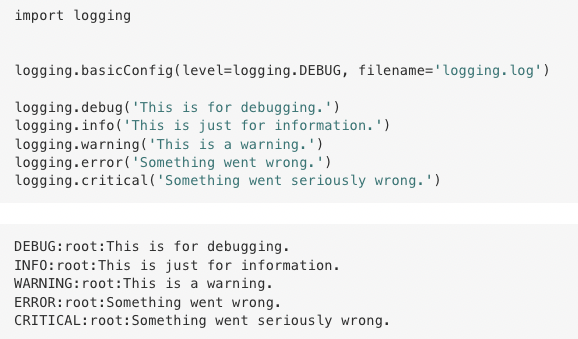 import logging
logging.basicConfig(level=logging.DEBUG, filename='logging.log')
logging.debug('This is for debugging.')
logging.info('This is just for information.')
logging.warning('This is a warning.')
logging.error('Something went wrong.')
logging.critical('Something went seriously wrong.')
DEBUG:root:This is for debugging.
INFO:root:This is just for information.
WARNING:root:This is a warning.
ERROR:root:Something went wrong.
CRITICAL:root:Something went seriously wrong.